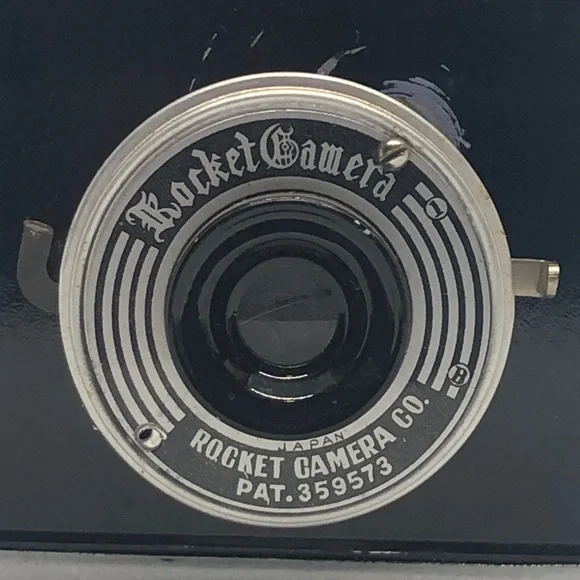 Rocket Camera
I
B
JAPAN
ROCKET CAMERA CO.
PAT. 359573